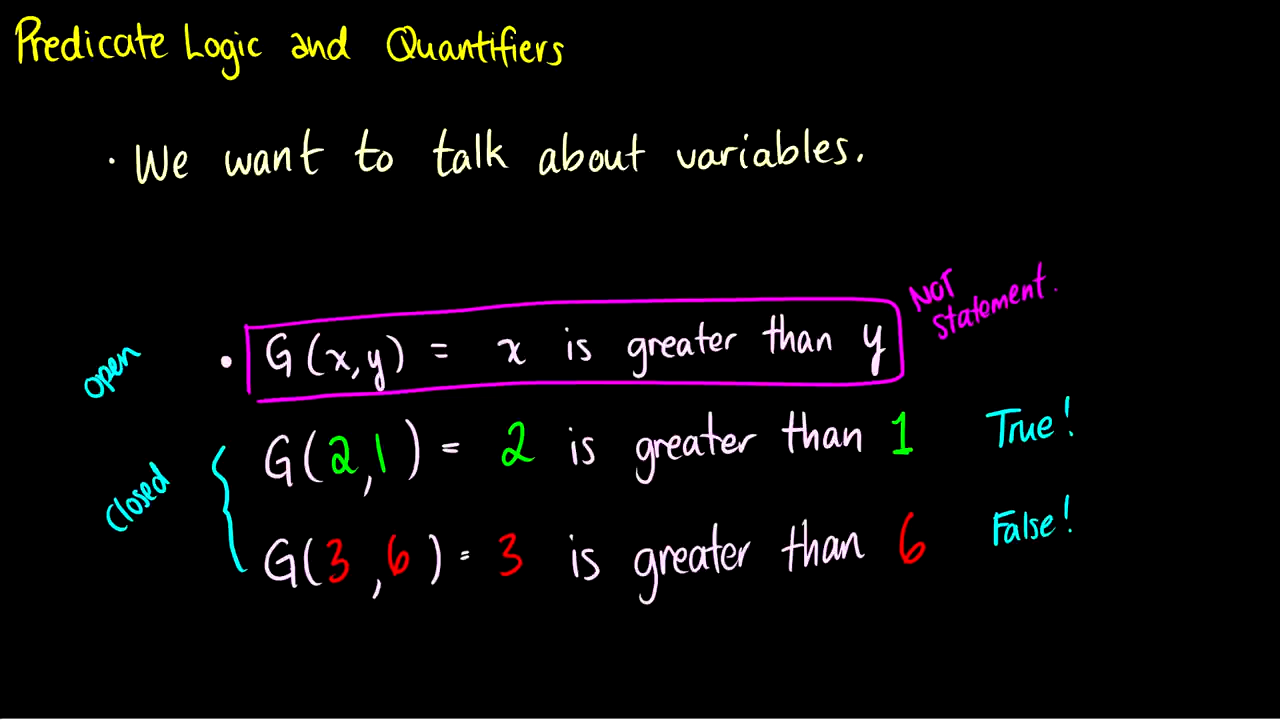 Predicate Logic and Quantifiers
· We want to talk about variables.
NOT
statement.
open
• G(x,y) = x is greater than y
G(2,1) = 2 is greater than 1 True!
closed
G(3,6) = 3 is greater than 6 False!